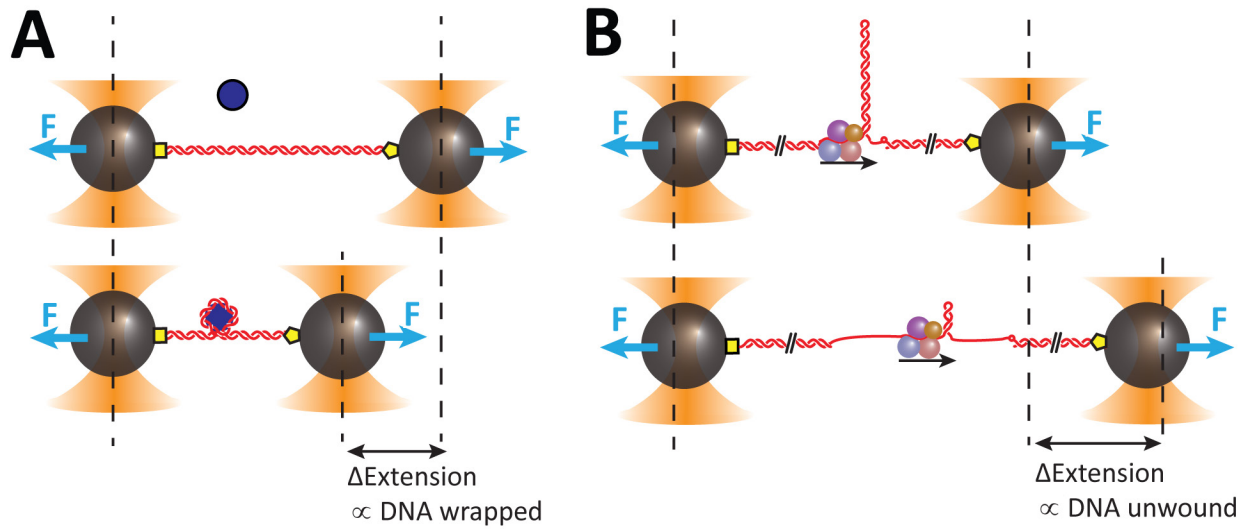 A
F
F
F
F
ΔExtension
∝ DNA wrapped
B
F
F
F
F
ΔExtension
∝ DNA unwound